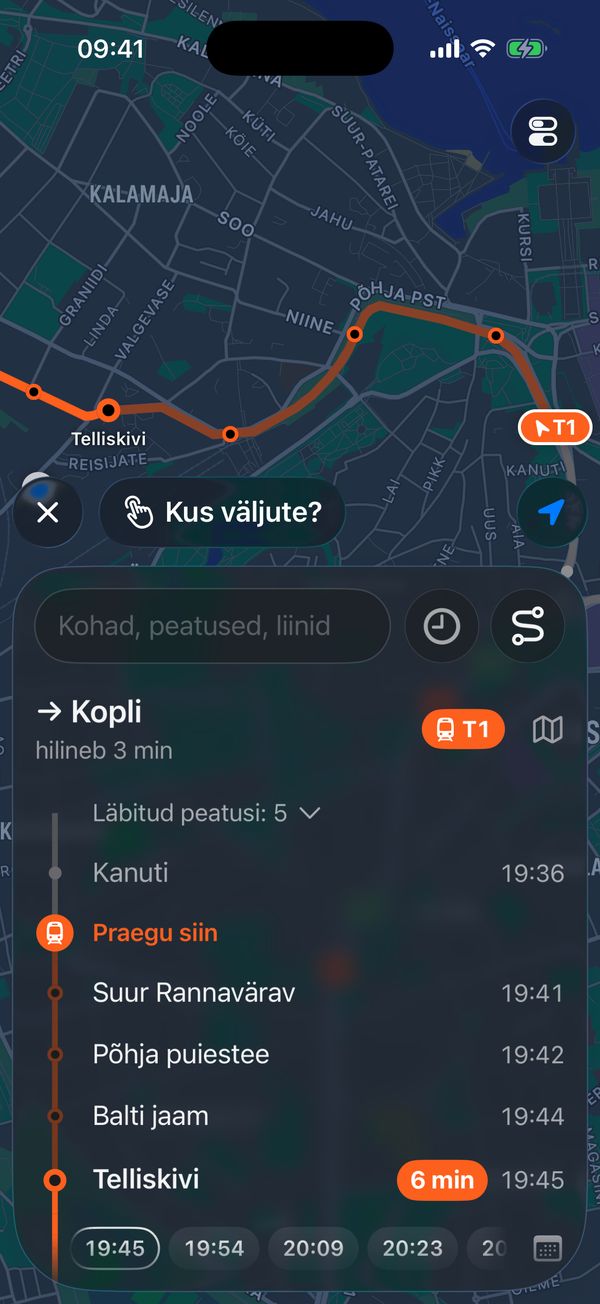 09:41
KALAMAJA
NOOLE
KÜTI
KÕIE
SUUR-PATAREI
JAHU
SOO
KURSI
GRANIIDI
LINDA
VALGEVASE
NIINE
PÕHJA PST
Telliskivi
REISIJATE
T1
KANUTI
LAI
PIKK
UUS
AIA
Kus väljute?
Kohad, peatused, liinid
→ Kopli
hilineb 3 min
T1
Läbitud peatusi: 5
Kanuti 19:36
Praegu siin
Suur Rannavärav 19:41
Põhja puiestee 19:42
Balti jaam 19:44
Telliskivi 6 min 19:45
19:45 19:54 20:09 20:23 20